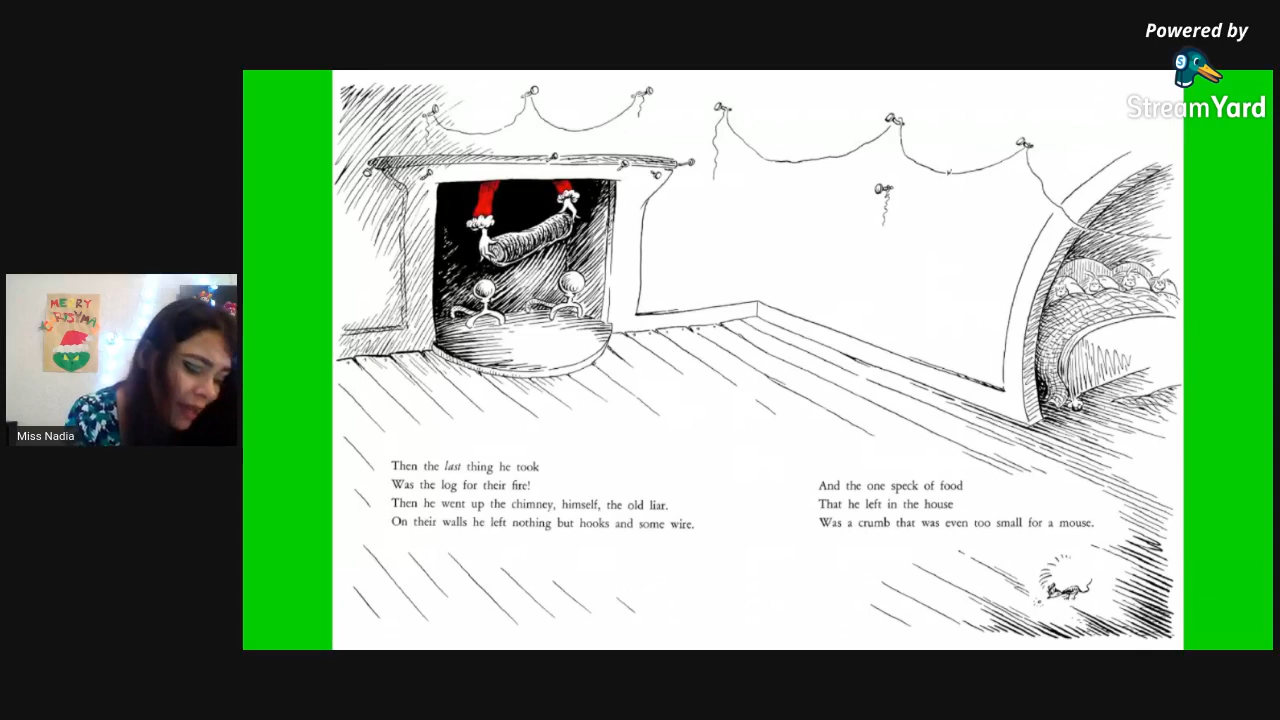 Powered by
StreamYard
MERRY
Then the last thing he took
Was the log for their fire!
Then he went up the chimney, himself, the old liar.
On their walls he left nothing but hooks and some wire.
And the one speck of food
That he left in the house
Was a crumb that was even too small for a mouse.
Miss Nadia